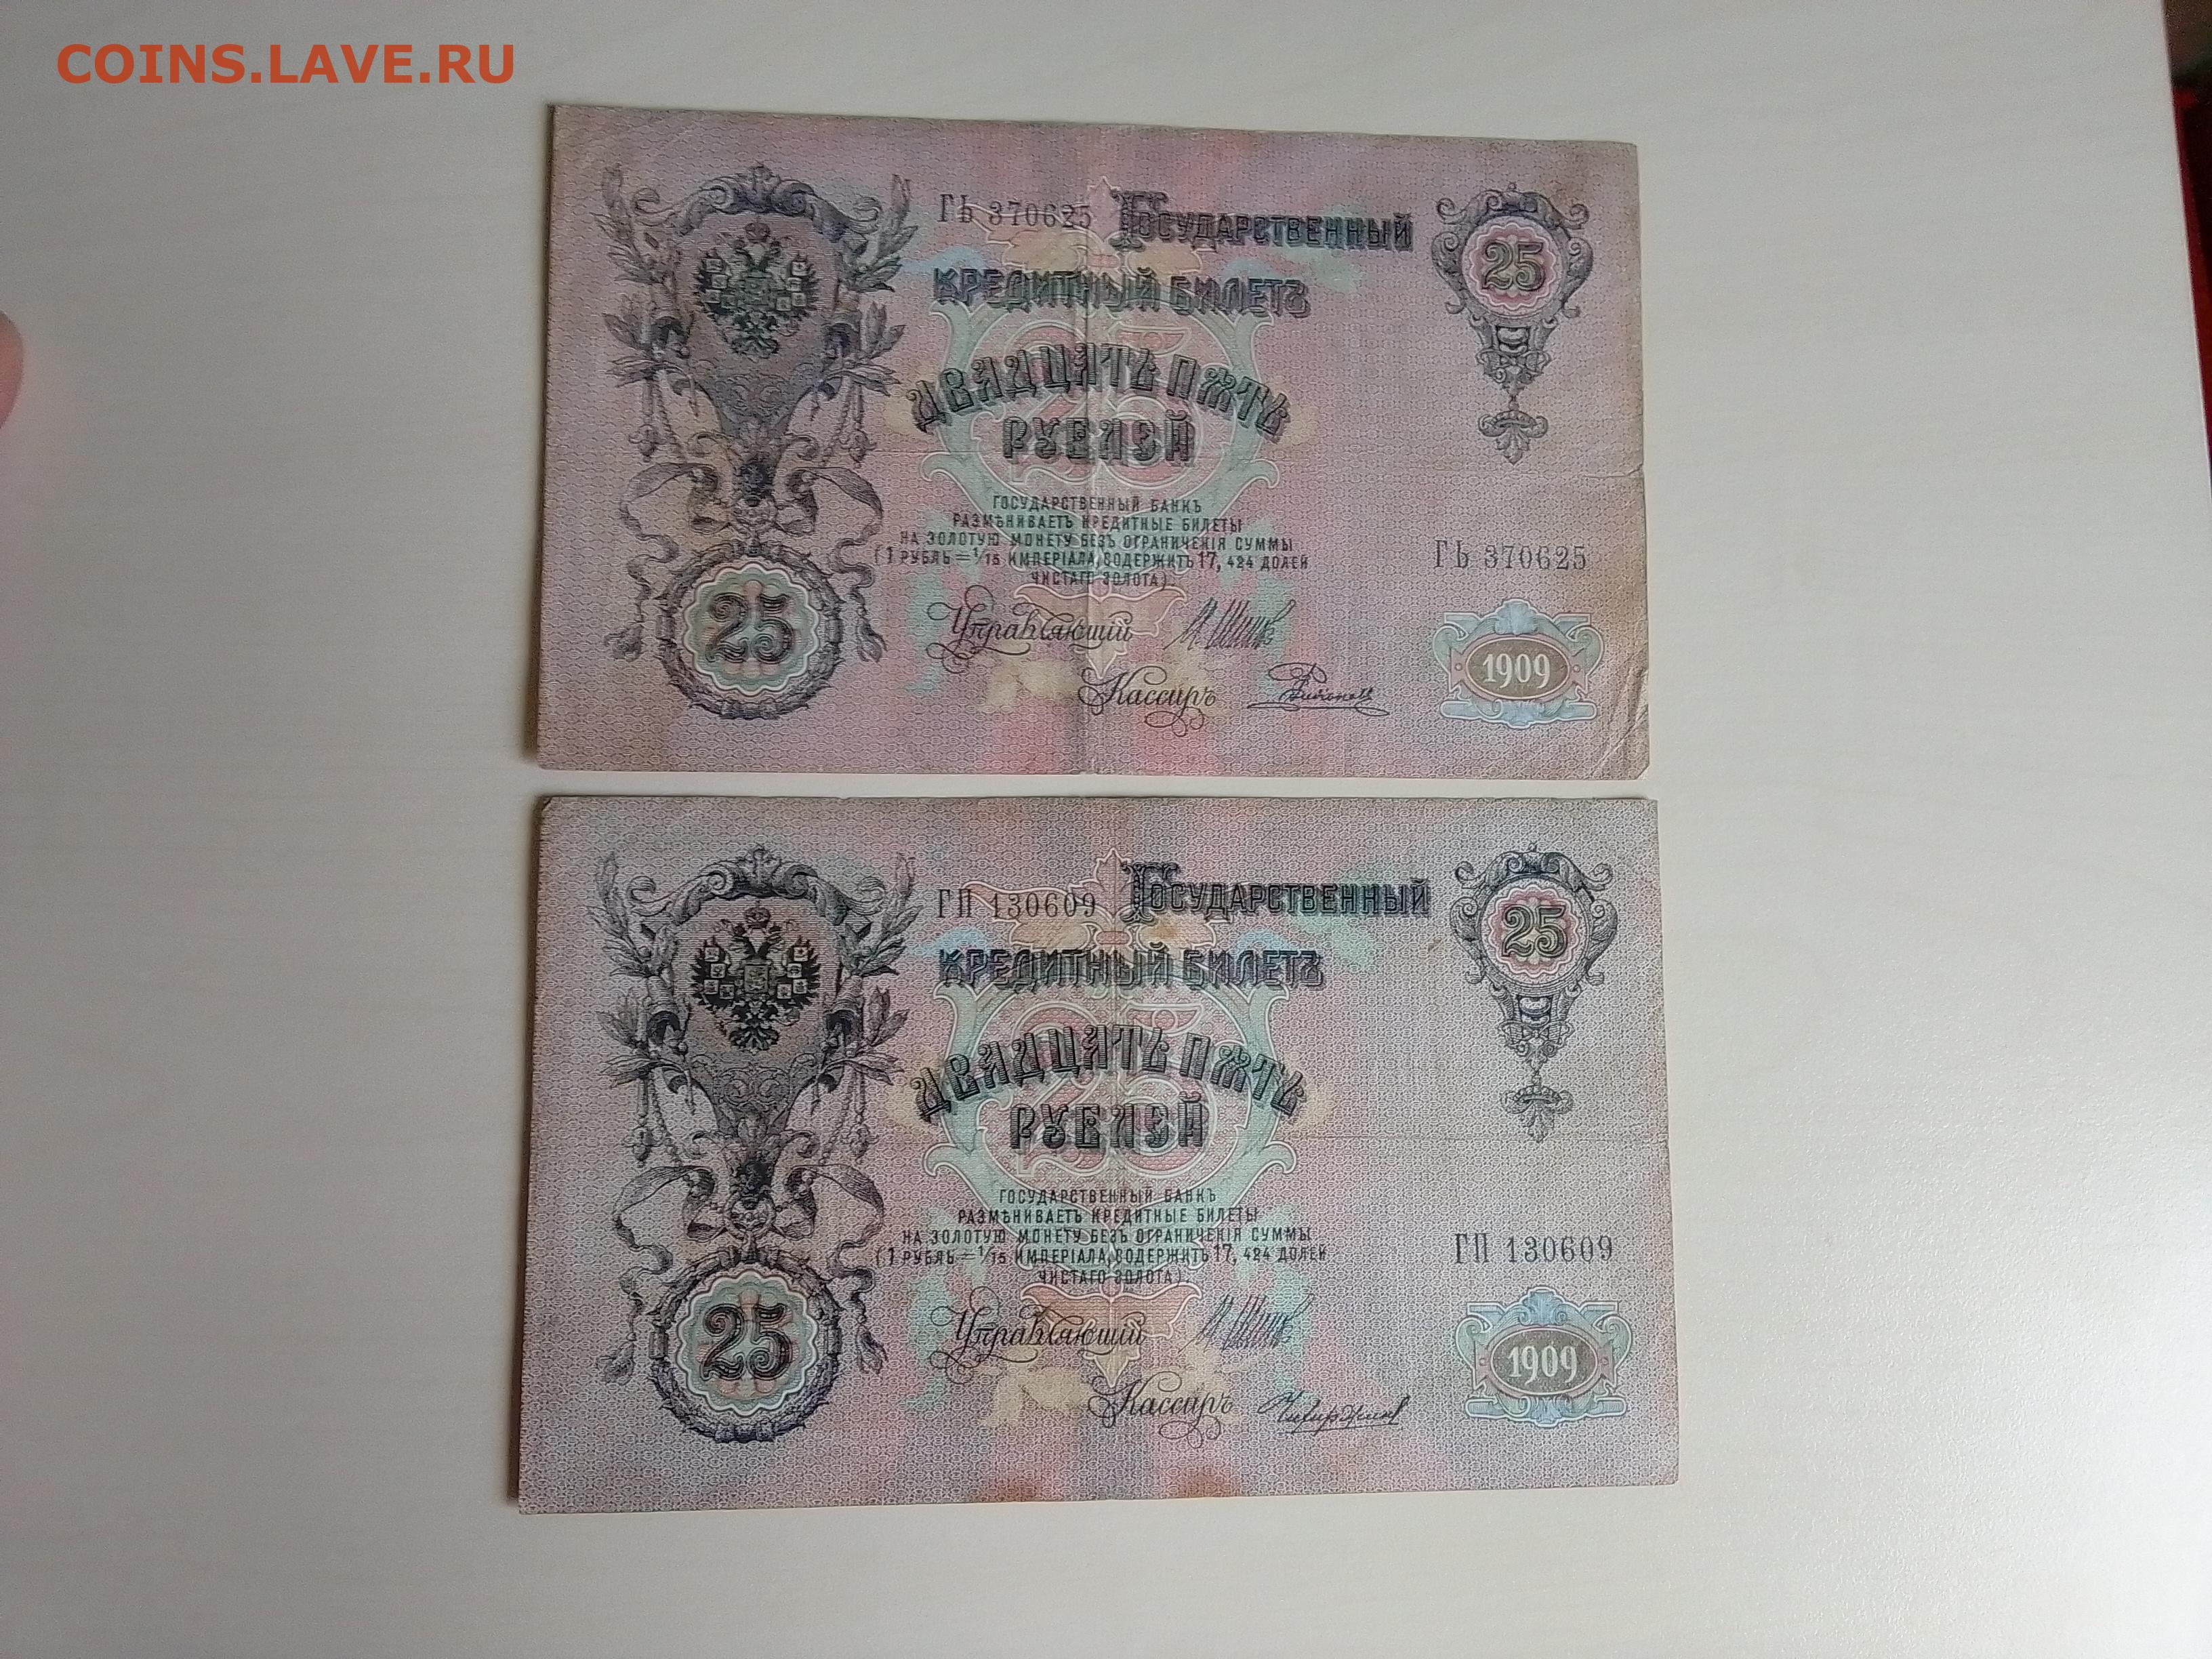 COINS.LAVE.RU
ГЬ 370625 ГОСУДАРСТВЕННЫЙ
КРЕДИТНЫЙ БИЛЕТЪ
25
ДВАДЦАТЬ ПЯТЬ
РУБЛЕЙ
ГОСУДАРСТВЕННЫЙ БАНКЪ
РАЗМѢНИВАЕТЪ КРЕДИТНЫЕ БИЛЕТЫ
НА ЗОЛОТУЮ МОНЕТУ БЕЗЪ ОГРАНИЧЕНІЯ СУММЫ
(1 РУБЛЬ = 1/15 ИМПЕРІАЛА, СОДЕРЖИТЪ 17, 424 ДОЛЕЙ
ЧИСТАГО ЗОЛОТА).
ГЬ 370625
25
25
Управляющій
Кассиръ
1909
ГП 130609 ГОСУДАРСТВЕННЫЙ
КРЕДИТНЫЙ БИЛЕТЪ
25
ДВАДЦАТЬ ПЯТЬ
РУБЛЕЙ
ГОСУДАРСТВЕННЫЙ БАНКЪ
РАЗМѢНИВАЕТЪ КРЕДИТНЫЕ БИЛЕТЫ
НА ЗОЛОТУЮ МОНЕТУ БЕЗЪ ОГРАНИЧЕНІЯ СУММЫ
(1 РУБЛЬ = 1/15 ИМПЕРІАЛА, СОДЕРЖИТЪ 17, 424 ДОЛЕЙ
ЧИСТАГО ЗОЛОТА).
ГП 130609
25
25
Управляющій
Кассиръ
1909